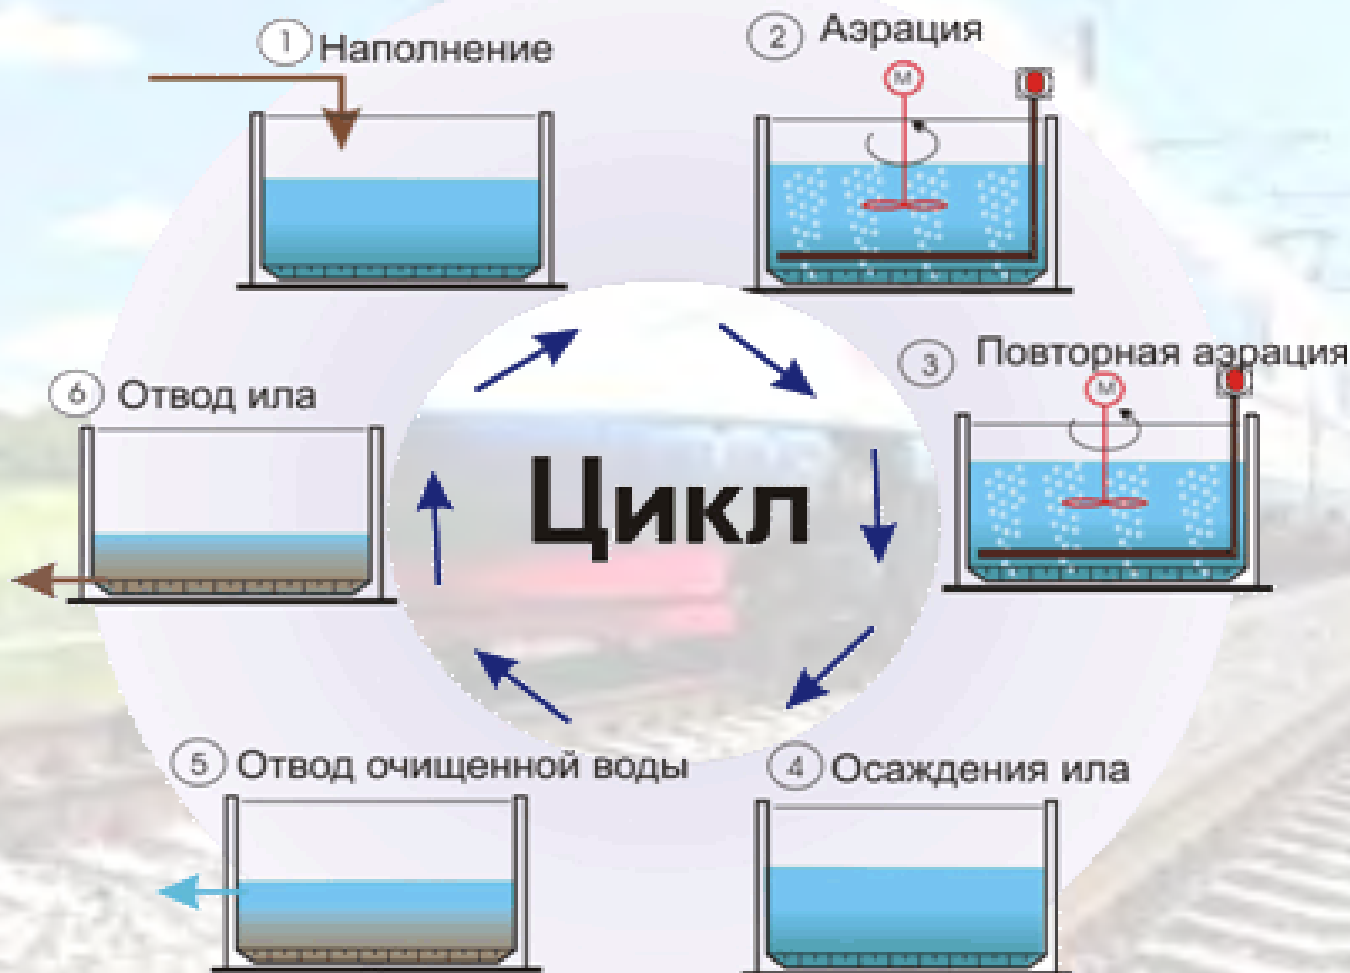 1 Наполнение
2 Аэрация
M
3 Повторная аэрация
M
6 Отвод ила
Цикл
5 Отвод очищенной воды
4 Осаждения ила